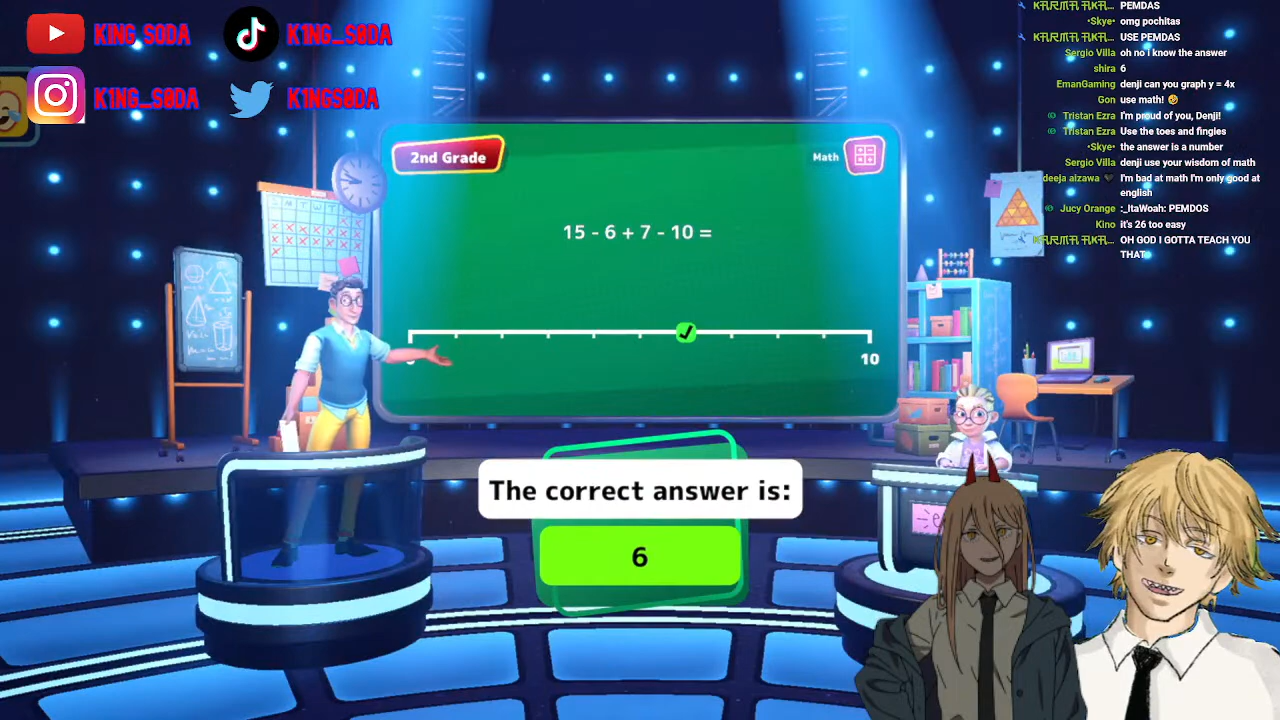 KING SODA
K1NG_S0DA
K1NG_S0DA
K1NGS0DA
2nd Grade
Math
15 - 6 + 7 - 10 =
10
The correct answer is:
6
PEMDAS
•Skye• omg pochitas
USE PEMDAS
Sergio Villa oh no i know the answer
shira 6
EmanGaming denji can you graph y = 4x
Gon use math! 🤣
Tristan Ezra I'm proud of you, Denji!
Tristan Ezra Use the toes and fingies
•Skye• the answer is a number
Sergio Villa denji use your wisdom of math
deeja aizawa 🖤 I'm bad at math I'm only good at
english
Jucy Orange :_ItaWoah: PEMDOS
Kino it's 26 too easy
OH GOD I GOTTA TEACH YOU
THAT